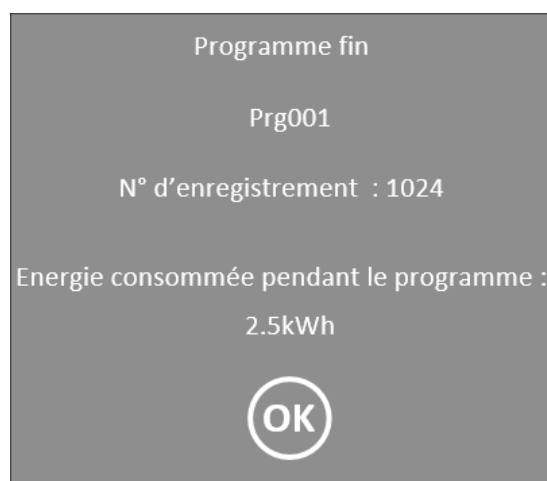 Programme fin
Prg001
N° d’enregistrement  : 1024
Energie consommée pendant le programme :
2.5kWh
OK